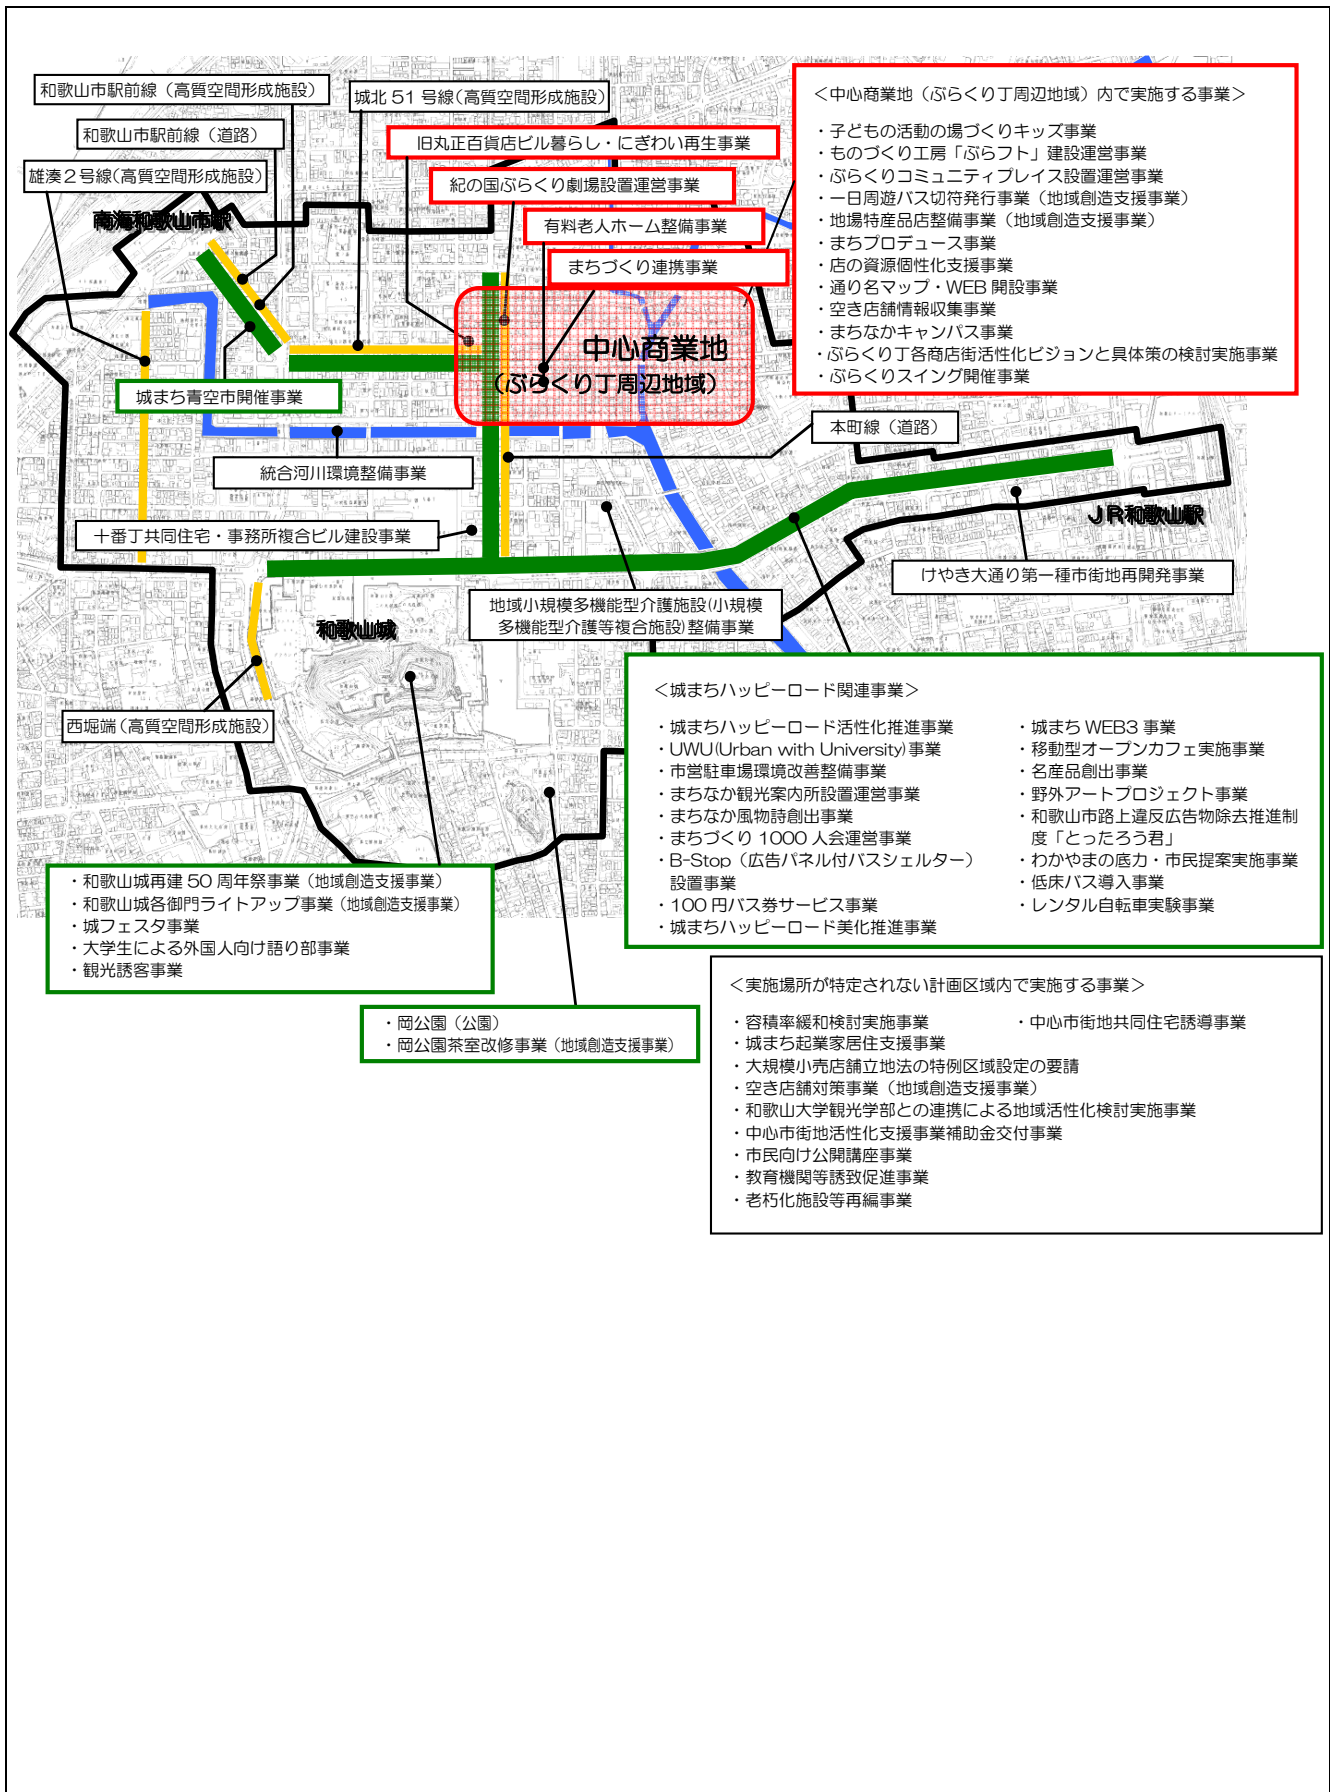 和歌山市駅前線（高質空間形成施設）
城北 51 号線（高質空間形成施設）
和歌山市駅前線（道路）
旧丸正百貨店ビル暮らし・にぎわい再生事業
雄湊２号線（高質空間形成施設）
紀の国ぶらくり劇場設置運営事業
南海和歌山市駅
有料老人ホーム整備事業
まちづくり連携事業
＜中心商業地（ぶらくり丁周辺地域）内で実施する事業＞
・子どもの活動の場づくりキッズ事業
・ものづくり工房「ぶらフト」建設運営事業
・ぶらくりコミュニティプレイス設置運営事業
・一日周遊バス切符発行事業（地域創造支援事業）
・地場特産品店整備事業（地域創造支援事業）
・まちプロデュース事業
・店の資源個性化支援事業
・通り名マップ・WEB 開設事業
・空き店舗情報収集事業
・まちなかキャンパス事業
・ぶらくり丁各商店街活性化ビジョンと具体策の検討実施事業
・ぶらくりスイング開催事業
中心商業地
（ぶらくり丁周辺地域）
城まち青空市開催事業
本町線（道路）
統合河川環境整備事業
十番丁共同住宅・事務所複合ビル建設事業
ＪＲ和歌山駅
けやき大通り第一種市街地再開発事業
地域小規模多機能型介護施設（小規模
多機能型介護等複合施設）整備事業
和歌山城
西堀端（高質空間形成施設）
＜城まちハッピーロード関連事業＞
・城まちハッピーロード活性化推進事業
・UWU（Urban with University）事業
・市営駐車場環境改善整備事業
・まちなか観光案内所設置運営事業
・まちなか風物詩創出事業
・まちづくり 1000 人会運営事業
・B-Stop（広告パネル付バスシェルター）
設置事業
・100 円バス券サービス事業
・城まちハッピーロード美化推進事業
・城まち WEB3 事業
・移動型オープンカフェ実施事業
・名産品創出事業
・野外アートプロジェクト事業
・和歌山市路上違反広告物除去推進制
度「とったろう君」
・わかやまの底力・市民提案実施事業
・低床バス導入事業
・レンタル自転車実験事業
・和歌山城再建 50 周年祭事業（地域創造支援事業）
・和歌山城各御門ライトアップ事業（地域創造支援事業）
・城フェスタ事業
・大学生による外国人向け語り部事業
・観光誘客事業
・岡公園（公園）
・岡公園茶室改修事業（地域創造支援事業）
＜実施場所が特定されない計画区域内で実施する事業＞
・容積率緩和検討実施事業
・中心市街地共同住宅誘導事業
・城まち起業家居住支援事業
・大規模小売店舗立地法の特例区域設定の要請
・空き店舗対策事業（地域創造支援事業）
・和歌山大学観光学部との連携による地域活性化検討実施事業
・中心市街地活性化支援事業補助金交付事業
・市民向け公開講座事業
・教育機関等誘致促進事業
・老朽化施設等再編事業